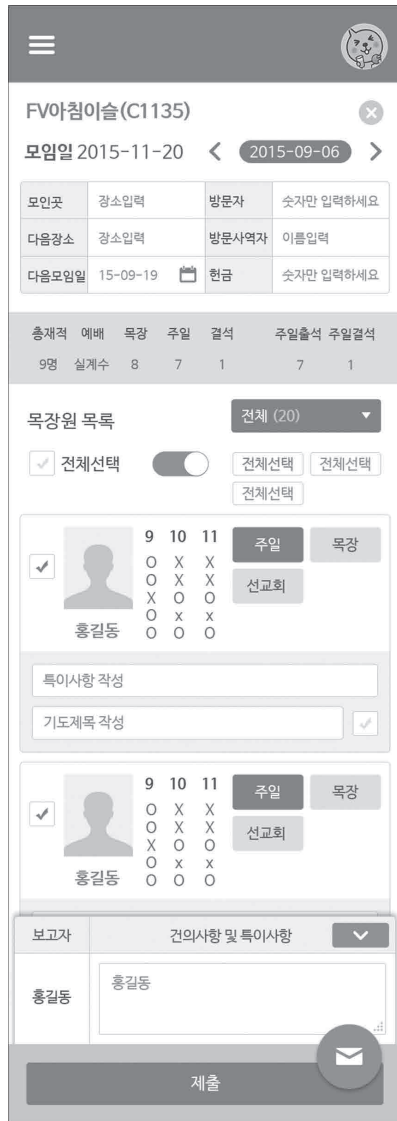 FV아침이슬(C1135)
모임일 2015-11-20 2015-09-06
모인곳 장소입력 방문자 숫자만 입력하세요
다음장소 장소입력 방문사역자 이름입력
다음모임일 15-09-19 헌금 숫자만 입력하세요
총재적 예배 목장 주일 결석 주일출석 주일결석
9명 실계수 8 7 1 7 1
목장원 목록 전체 (20)
전체선택 전체선택 전체선택
전체선택
9 10 11 주일 목장
O X X
O X X 선교회
X O O
O x x
홍길동 O O O
특이사항 작성
기도제목 작성
9 10 11 주일 목장
O X X
O X X 선교회
X O O
O x x
홍길동 O O O
보고자 건의사항 및 특이사항
홍길동 홍길동
제출